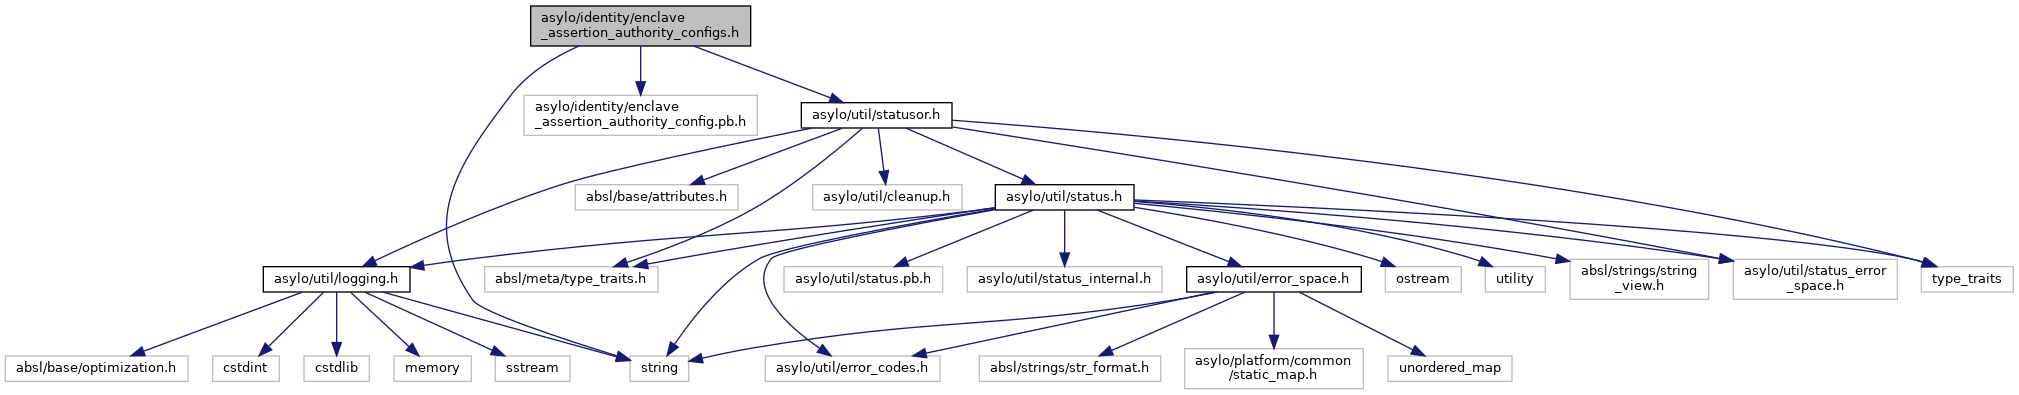 asylo/identity/enclave
_assertion_authority_configs.h
asylo/identity/enclave
_assertion_authority_config.pb.h
asylo/util/statusor.h
absl/base/attributes.h
asylo/util/cleanup.h
asylo/util/status.h
asylo/util/logging.h
absl/meta/type_traits.h
asylo/util/status.pb.h
asylo/util/status_internal.h
asylo/util/error_space.h
ostream
utility
absl/strings/string
_view.h
asylo/util/status_error
_space.h
type_traits
absl/base/optimization.h
cstdint
cstdlib
memory
sstream
string
asylo/util/error_codes.h
absl/strings/str_format.h
asylo/platform/common
/static_map.h
unordered_map